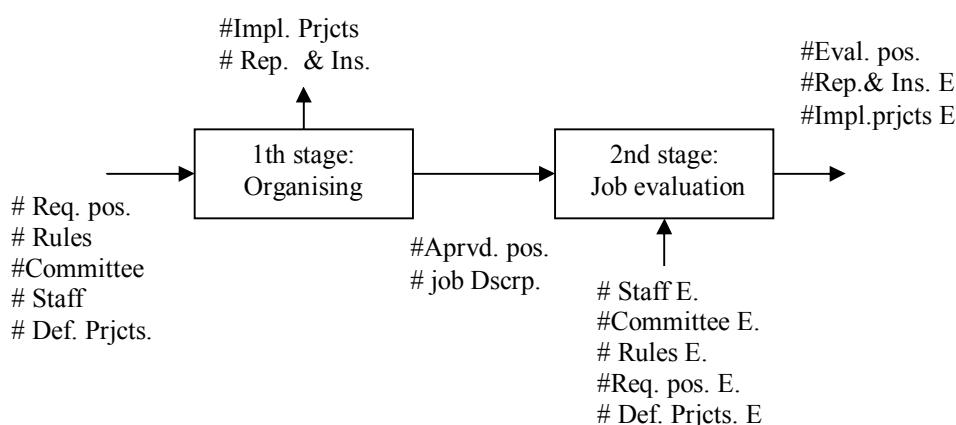 #Impl. Prjcts
# Rep.  & Ins.
#Eval. pos.
#Rep.& Ins. E
#Impl.prjcts E
1th stage:
Organising
2nd stage:
Job evaluation
# Req. pos.
# Rules
#Committee
# Staff
# Def. Prjcts.
#Aprvd. pos.
# job Dscrp.
# Staff E.
#Committee E.
# Rules E.
#Req. pos. E.
# Def. Prjcts. E